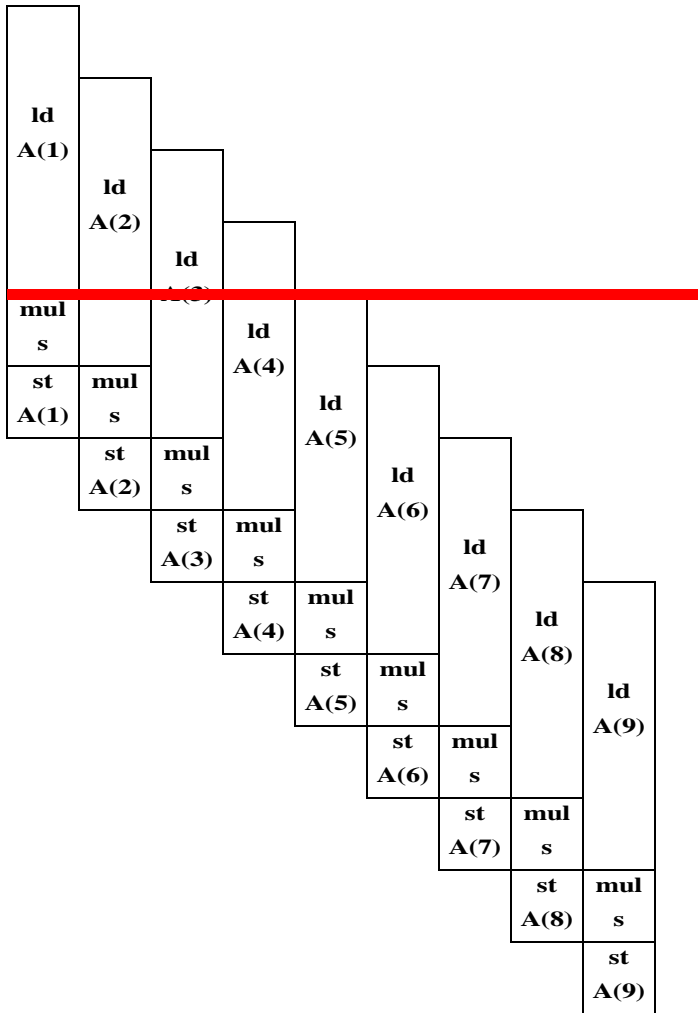 ld
A(1)
mul
s
st
A(1)
ld
A(2)
mul
s
st
A(2)
ld
A(3)
mul
s
st
A(3)
ld
A(4)
mul
s
st
A(4)
ld
A(5)
mul
s
st
A(5)
ld
A(6)
mul
s
st
A(6)
ld
A(7)
mul
s
st
A(7)
ld
A(8)
mul
s
st
A(8)
ld
A(9)
mul
s
st
A(9)